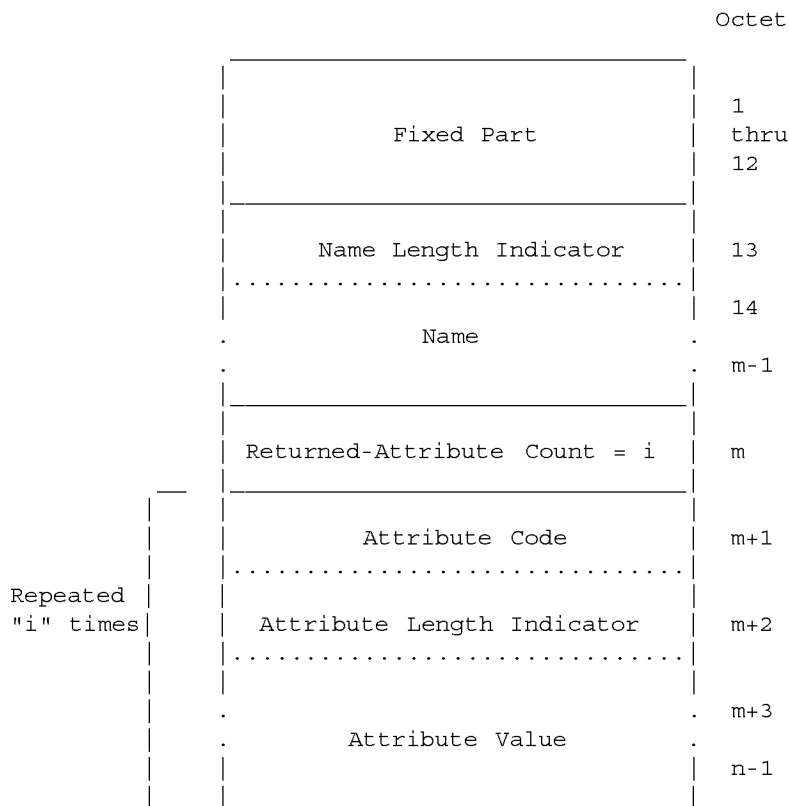 Octet
1
Fixed Part thru
12
Name Length Indicator 13
14
Name
m-1
Returned-Attribute Count = i m
Attribute Code m+1
Repeated
"i" times Attribute Length Indicator m+2
m+3
Attribute Value
n-1